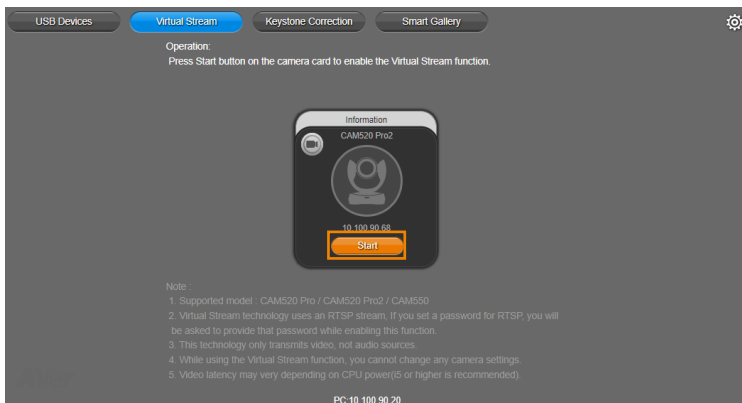 USB Devices
Virtual Stream
Keystone Correction
Smart Gallery
Operation:
Press Start button on the camera card to enable the Virtual Stream function.
Information
CAM520 Pro2
10.100.90.68
Start
Note :
1. Supported model : CAM520 Pro / CAM520 Pro2 / CAM550
2. Virtual Stream technology uses an RTSP stream, If you set a password for RTSP, you will
be asked to provide that password while enabling this function.
3. This technology only transmits video, not audio sources.
4. While using the Virtual Stream function, you cannot change any camera settings.
5. Video latency may very depending on CPU power(i5 or higher is recommended).
PC:10.100.90.20